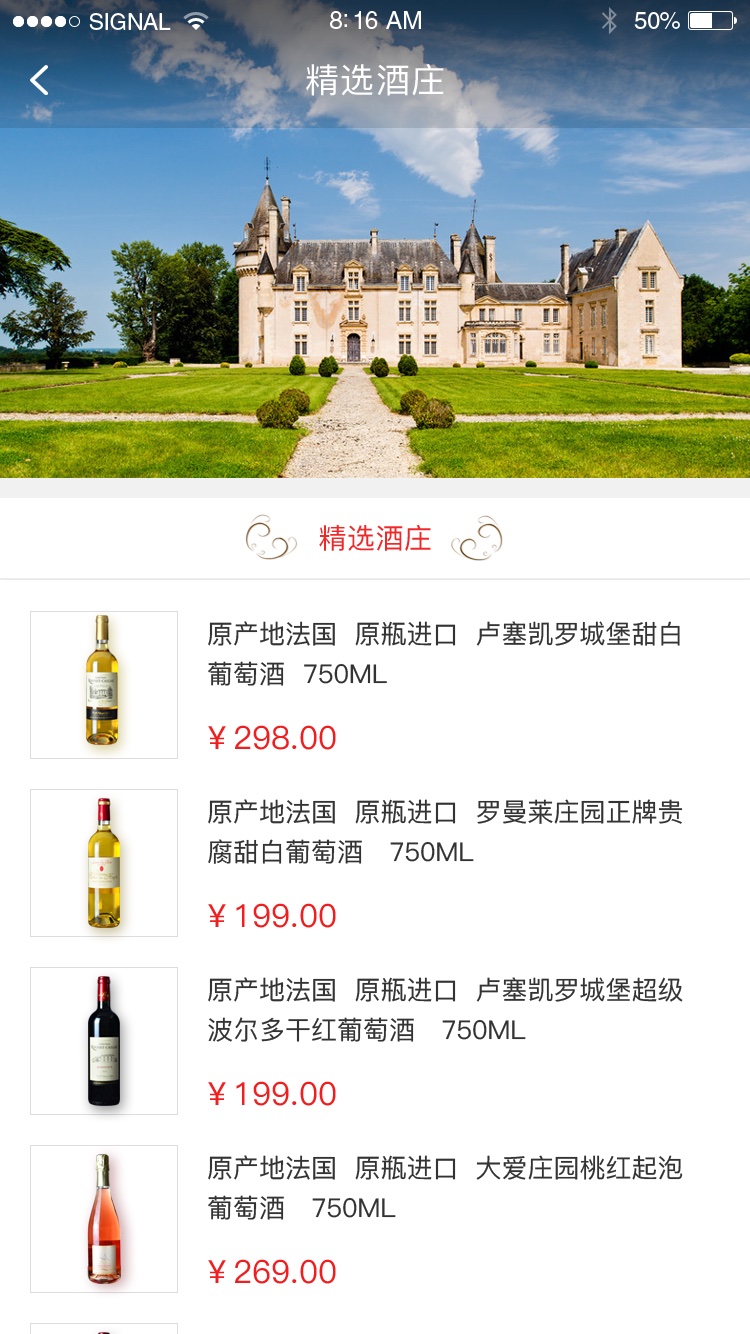 SIGNAL 8:16 AM 50%
精选酒庄
精选酒庄
原产地法国 原瓶进口 卢塞凯罗城堡甜白
葡萄酒 750ML
¥298.00
原产地法国 原瓶进口 罗曼莱庄园正牌贵
腐甜白葡萄酒 750ML
¥199.00
原产地法国 原瓶进口 卢塞凯罗城堡超级
波尔多干红葡萄酒 750ML
¥199.00
原产地法国 原瓶进口 大爱庄园桃红起泡
葡萄酒 750ML
¥269.00